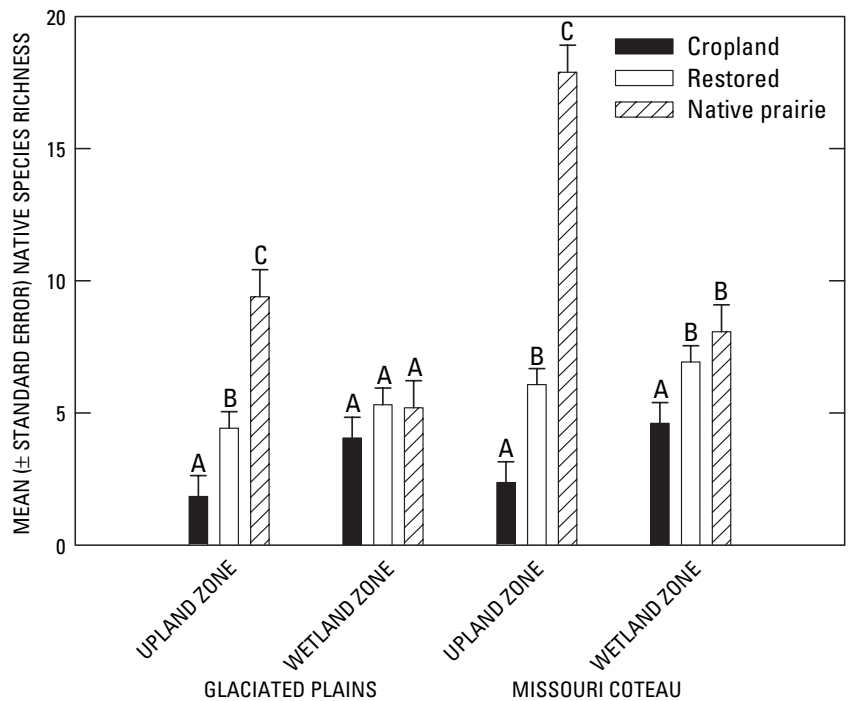 MEAN (± STANDARD ERROR) NATIVE SPECIES RICHNESS
20
15
10
5
0
Cropland
Restored
Native prairie
A
B
C
A
A
A
A
B
C
A
B
B
UPLAND ZONE
WETLAND ZONE
UPLAND ZONE
WETLAND ZONE
GLACIATED PLAINS
MISSOURI COTEAU